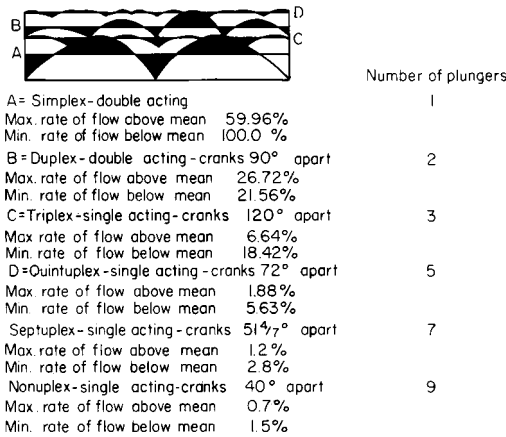 B D
A C
Number of plungers
A= Simplex-double acting 1
Max. rate of flow above mean 59.96%
Min. rate of flow below mean 100.0 %
B=Duplex-double acting-cranks 90° apart 2
Max. rate of flow above mean 26.72%
Min. rate of flow below mean 21.56%
C=Triplex-single acting-cranks 120° apart 3
Max rate of flow above mean 6.64%
Min. rate of flow below mean 18.42%
D=Quintuplex-single acting-cranks 72° apart 5
Max. rate of flow above mean 1.88%
Min. rate of flow below mean 5.63%
Septuplex-single acting-cranks 51 4/7° apart 7
Max. rate of flow above mean 1.2%
Min. rate of flow below mean 2.8%
Nonuplex-single acting-cranks 40° apart 9
Max. rate of flow above mean 0.7%
Min. rate of flow below mean 1.5%